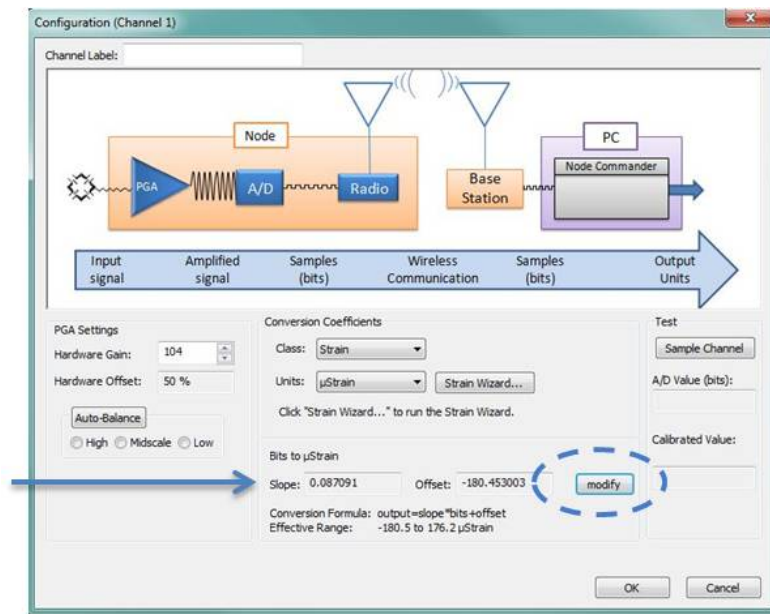 Configuration (Channel 1)
x
Channel Label:
Node
PC
Node Commander
PGA
A/D
Radio
Base
Station
Input
signal
Amplified
signal
Samples
(bits)
Wireless
Communication
Samples
(bits)
Output
Units
PGA Settings
Hardware Gain: 104
Hardware Offset: 50 %
Auto-Balance
High Midscale Low
Conversion Coefficients
Class: Strain
Units: µStrain Strain Wizard...
Click "Strain Wizard..." to run the Strain Wizard.
Bits to µStrain
Slope: 0.087091 Offset: -180.453003 modify
Conversion Formula: output=slope*bits+offset
Effective Range: -180.5 to 176.2 µStrain
Test
Sample Channel
A/D Value (bits):
Calibrated Value:
OK Cancel